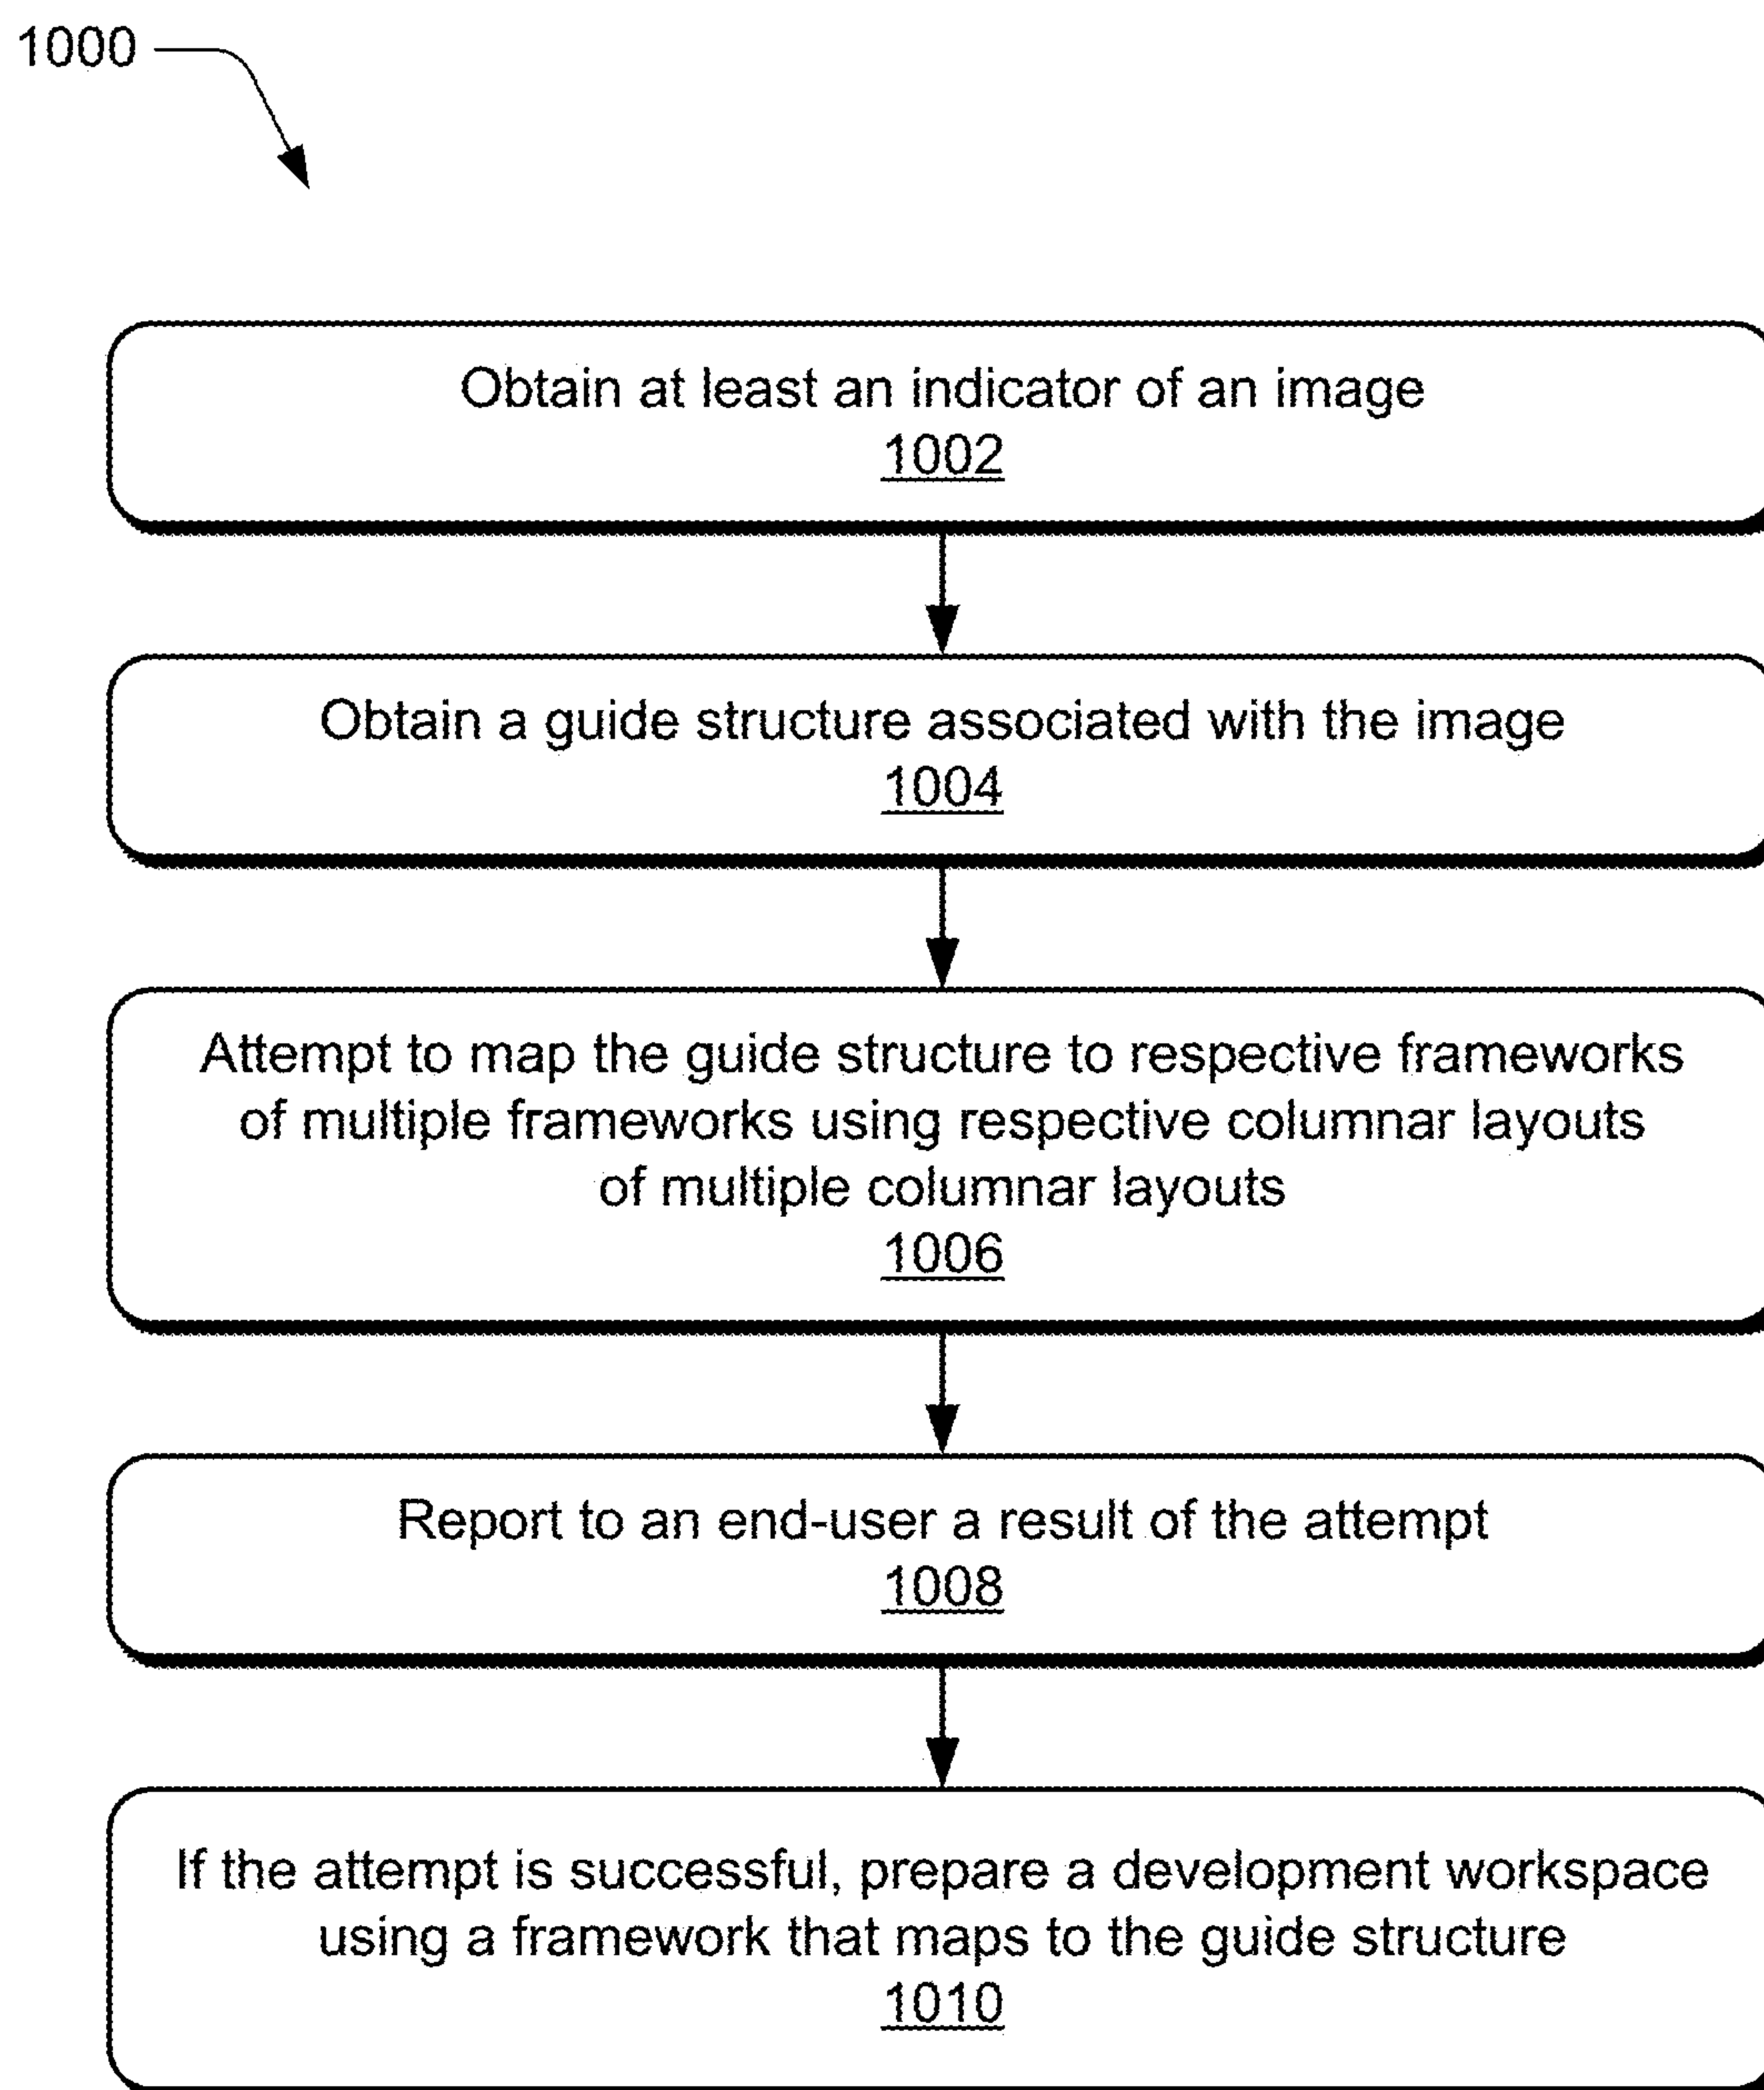 1000
Obtain at least an indicator of an image
1002
Obtain a guide structure associated with the image
1004
Attempt to map the guide structure to respective frameworks
of multiple frameworks using respective columnar layouts
of multiple columnar layouts
1006
Report to an end-user a result of the attempt
1008
If the attempt is successful, prepare a development workspace
using a framework that maps to the guide structure
1010